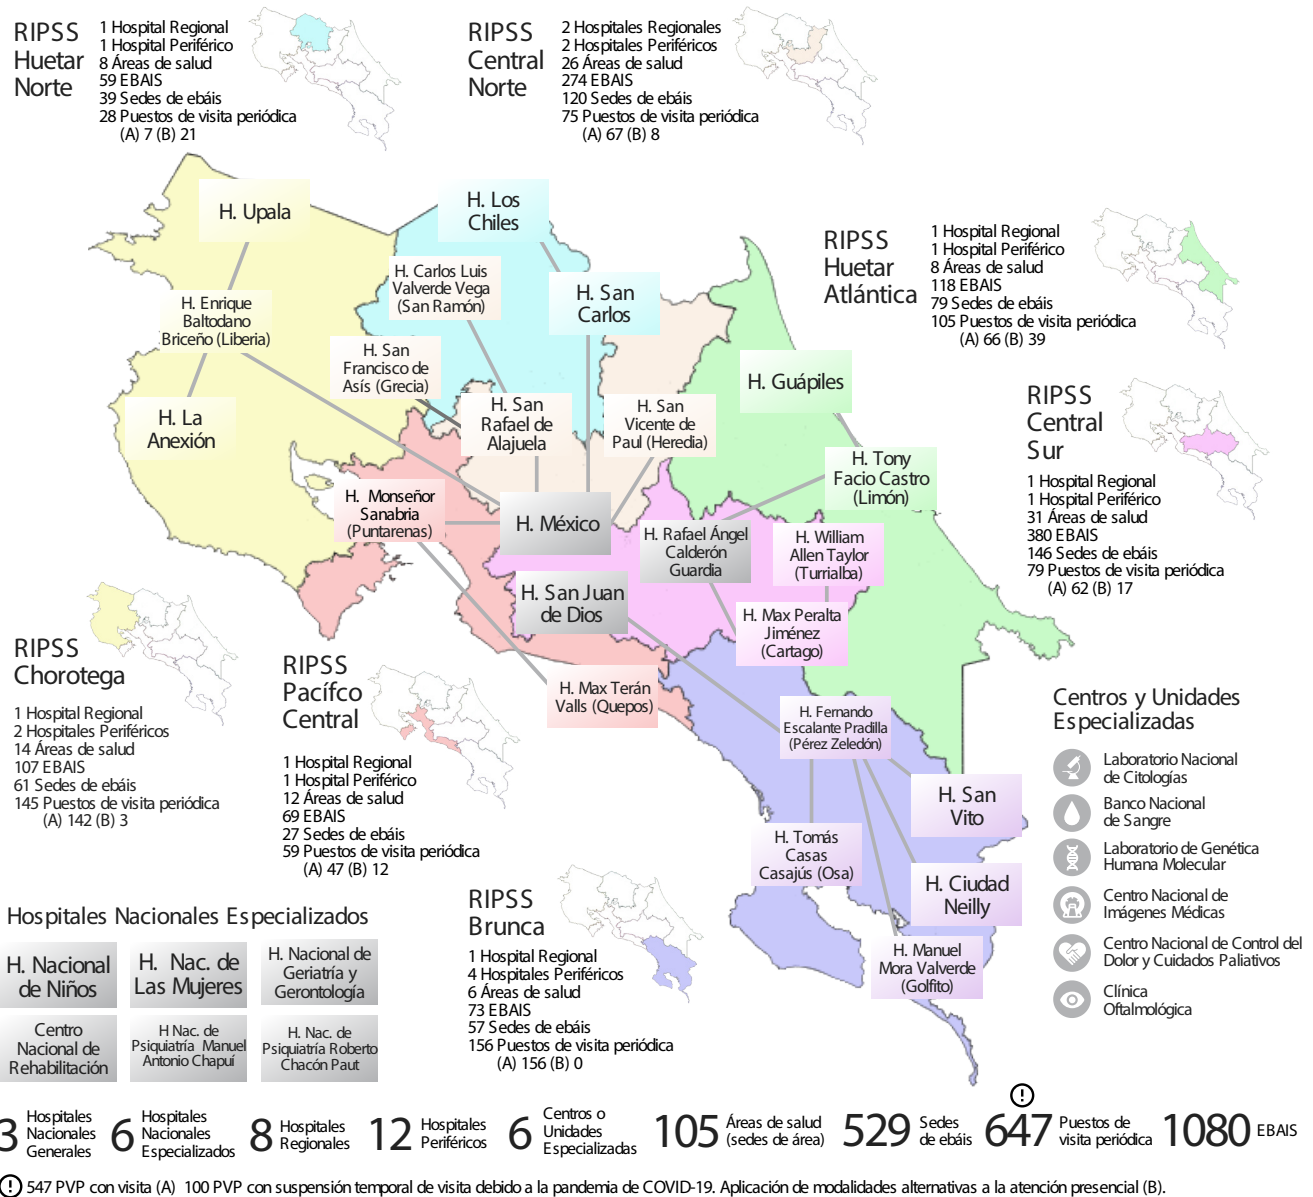 RIPSS
Huetar
Norte
1 Hospital Regional
1 Hospital Periférico
8 Áreas de salud
59 EBAIS
39 Sedes de ebáis
28 Puestos de visita periódica
(A) 7 (B) 21
RIPSS
Central
Norte
2 Hospitales Regionales
2 Hospitales Periféricos
26 Áreas de salud
274 EBAIS
120 Sedes de ebáis
75 Puestos de visita periódica
(A) 67 (B) 8
RIPSS
Huetar
Atlántica
1 Hospital Regional
1 Hospital Periférico
8 Áreas de salud
118 EBAIS
79 Sedes de ebáis
105 Puestos de visita periódica
(A) 66 (B) 39
RIPSS
Central
Sur
1 Hospital Regional
1 Hospital Periférico
31 Áreas de salud
380 EBAIS
146 Sedes de ebáis
79 Puestos de visita periódica
(A) 62 (B) 17
H. Upala
H. Los
Chiles
H. Enrique
Baltodano
Briceño (Liberia)
H. Carlos Luis
Valverde Vega
(San Ramón)
H. San
Carlos
H. San
Francisco de
Asís (Grecia)
H. Guápiles
H. La
Anexión
H. San
Rafael de
Alajuela
H. San
Vicente de
Paul (Heredia)
H. Tony
Facio Castro
(Limón)
H. Monseñor
Sanabria
(Puntarenas)
H. México
H. Rafael Ángel
Calderón
Guardia
H. William
Allen Taylor
(Turrialba)
H. San Juan
de Dios
H. Max Peralta
Jiménez
(Cartago)
H. Max Terán
Valls (Quepos)
H. Fernando
Escalante Pradilla
(Pérez Zeledón)
H. San
Vito
H. Tomás
Casas
Casajús (Osa)
H. Ciudad
Neilly
H. Manuel
Mora Valverde
(Golfito)
RIPSS
Chorotega
1 Hospital Regional
2 Hospitales Periféricos
14 Áreas de salud
107 EBAIS
61 Sedes de ebáis
145 Puestos de visita periódica
(A) 142 (B) 3
RIPSS
Pacífco
Central
1 Hospital Regional
1 Hospital Periférico
12 Áreas de salud
69 EBAIS
27 Sedes de ebáis
59 Puestos de visita periódica
(A) 47 (B) 12
RIPSS
Brunca
1 Hospital Regional
4 Hospitales Periféricos
6 Áreas de salud
73 EBAIS
57 Sedes de ebáis
156 Puestos de visita periódica
(A) 156 (B) 0
Centros y Unidades
Especializadas
Laboratorio Nacional
de Citologías
Banco Nacional
de Sangre
Laboratorio de Genética
Humana Molecular
Centro Nacional de
Imágenes Médicas
Centro Nacional de Control del
Dolor y Cuidados Paliativos
Clínica
Oftalmológica
Hospitales Nacionales Especializados
H. Nacional
de Niños
H. Nac. de
Las Mujeres
H. Nacional de
Geriatría y
Gerontología
Centro
Nacional de
Rehabilitación
H Nac. de
Psiquiatría Manuel
Antonio Chapuí
H. Nac. de
Psiquiatría Roberto
Chacón Paut
3 Hospitales
Nacionales
Generales
6 Hospitales
Nacionales
Especializados
8 Hospitales
Regionales
12 Hospitales
Periféricos
6 Centros o
Unidades
Especializadas
105 Áreas de salud
(sedes de área)
529 Sedes
de ebáis
!
647 Puestos de
visita periódica
1080 EBAIS
! 547 PVP con visita (A) 100 PVP con suspensión temporal de visita debido a la pandemia de COVID-19. Aplicación de modalidades alternativas a la atención presencial (B).